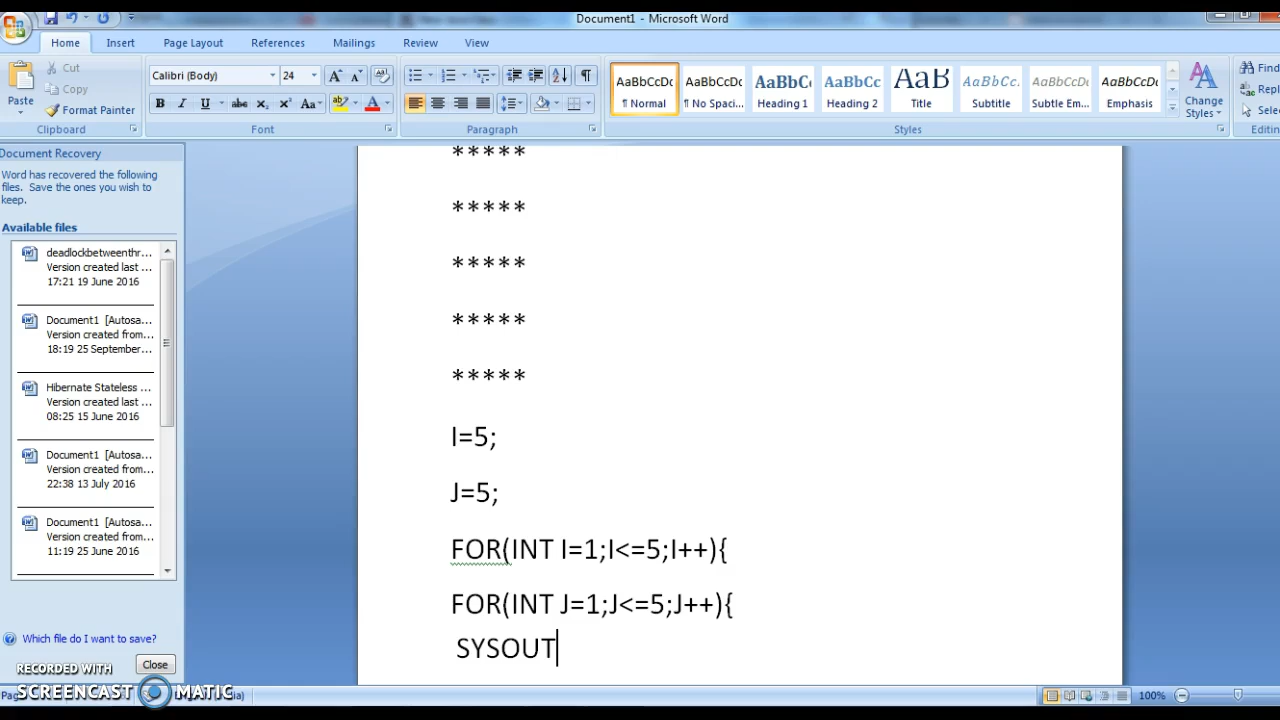 Document1 - Microsoft Word
Home Insert Page Layout References Mailings Review View
Paste
Cut
Copy
Format Painter
Clipboard
Calibri (Body) 24
B I U abc x₂ x² Aa
Font
Paragraph
AaBbCcDc AaBbCcDc AaBbCc AaBbCc AaB AaBbCc. AaBbCcDc AaBbCcDc
¶ Normal ¶ No Spaci... Heading 1 Heading 2 Title Subtitle Subtle Em... Emphasis
Change Styles
Styles
Find
Repl
Selec
Editin
Document Recovery
Word has recovered the following
files. Save the ones you wish to
keep.
Available files
deadlockbetweenthr...
Version created last ...
17:21 19 June 2016
Document1 [Autosa...
Version created from...
18:19 25 September...
Hibernate Stateless ...
Version created last ...
08:25 15 June 2016
Document1 [Autosa...
Version created from...
22:38 13 July 2016
Document1 [Autosa...
Version created from...
11:19 25 June 2016
Which file do I want to save?
Close
*****
*****
*****
*****
*****
I=5;
J=5;
FOR(INT I=1;I<=5;I++){
FOR(INT J=1;J<=5;J++){
SYSOUT
RECORDED WITH
SCREENCAST MATIC
100%